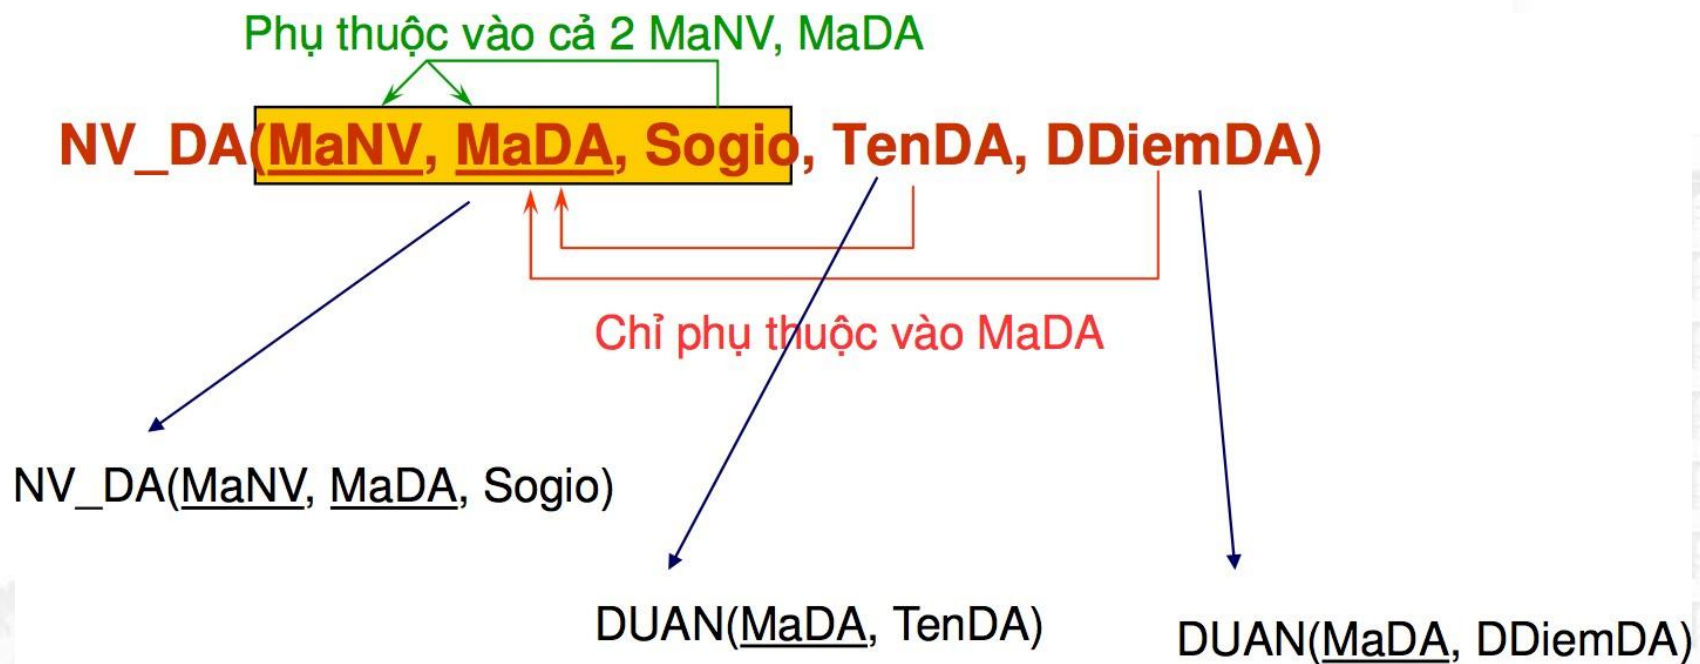 Phụ thuộc vào cả 2 MaNV, MaDA
NV_DA(MaNV, MaDA, Sogio, TenDA, DDiemDA)
Chỉ phụ thuộc vào MaDA
NV_DA(MaNV, MaDA, Sogio)
DUAN(MaDA, TenDA)
DUAN(MaDA, DDiemDA)